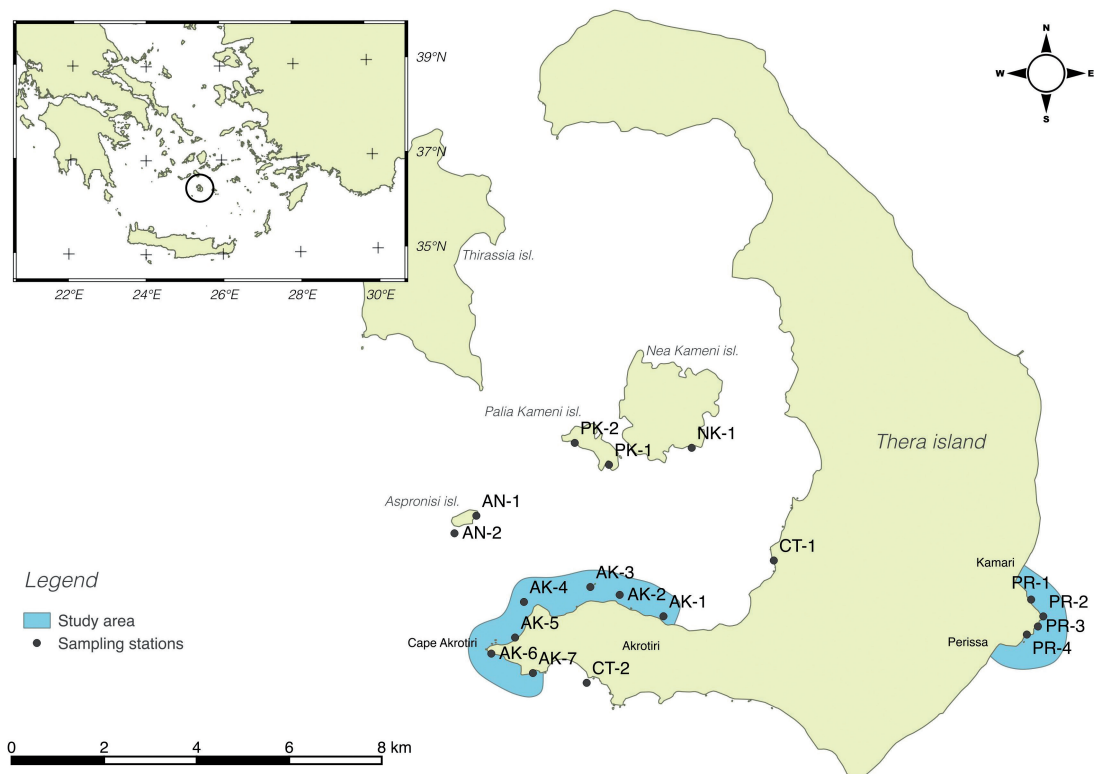 N
W E
S
39°N
37°N
35°N
22°E 24°E 26°E 28°E 30°E
Thirassia isl.
Nea Kameni isl.
Palia Kameni isl.
PK-2
NK-1
PK-1
Thera island
Aspronisi isl.
AN-1
AN-2
CT-1
Kamari
Legend
Study area
Sampling stations
AK-3
AK-4
AK-2
AK-1
PR-1
PR-2
PR-3
PR-4
AK-5
Cape Akrotiri
Akrotiri
Perissa
AK-6
AK-7
CT-2
0 2 4 6 8 km